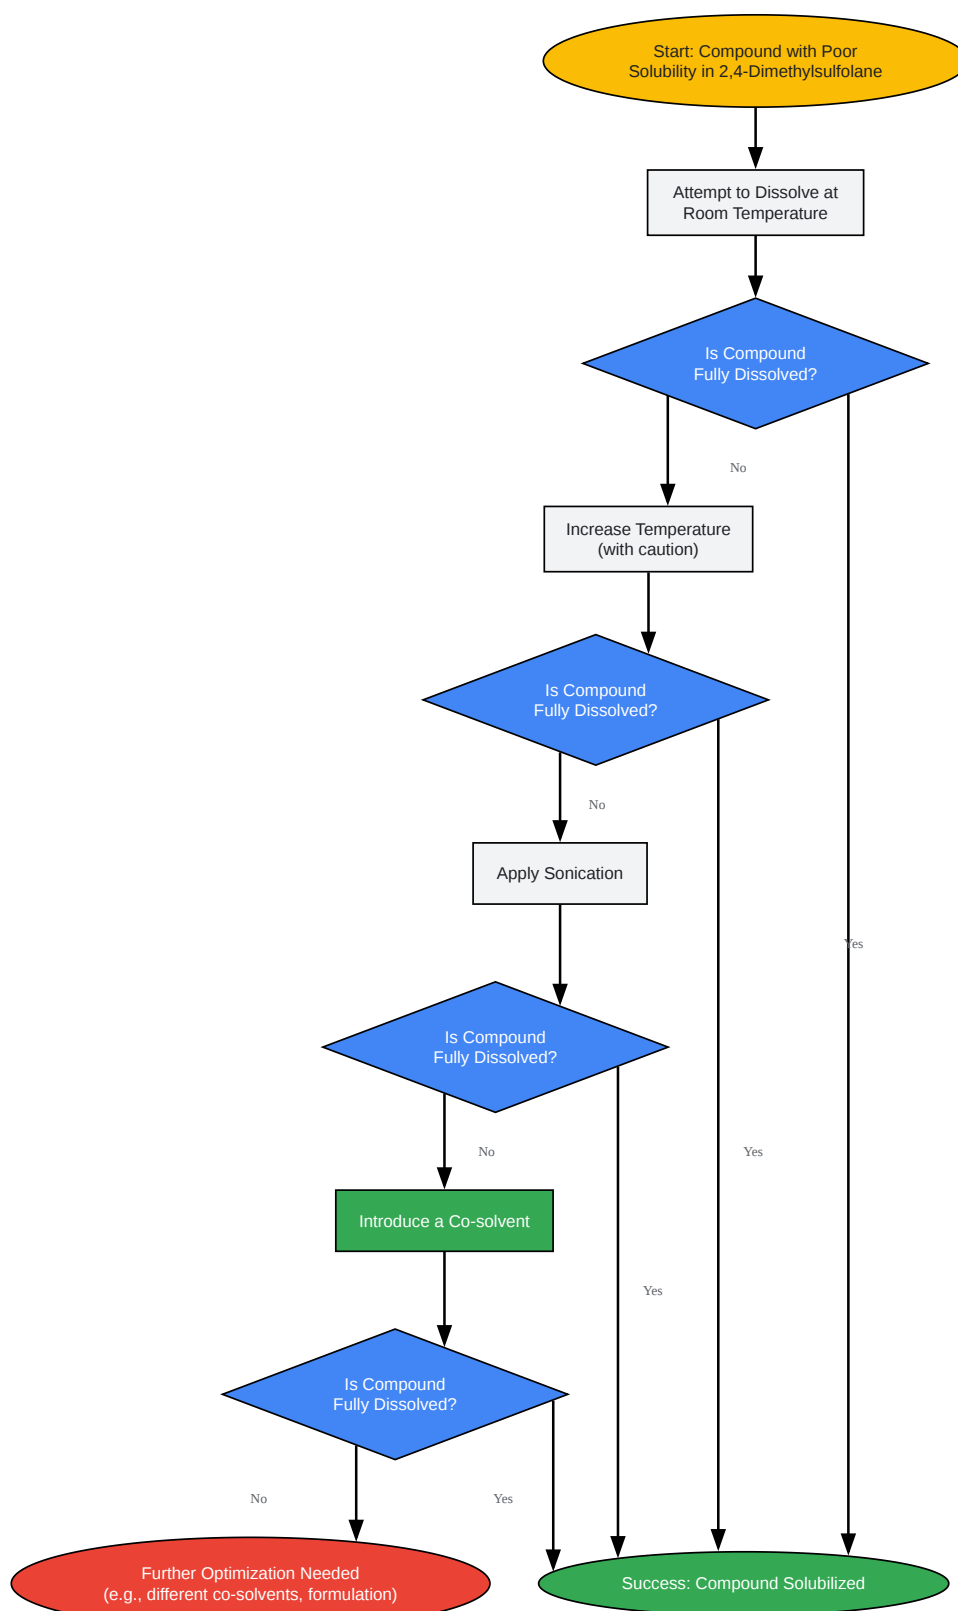 Start: Compound with Poor
Solubility in 2,4-Dimethylsulfolane
Attempt to Dissolve at
Room Temperature
Is Compound
Fully Dissolved?
No
Increase Temperature
(with caution)
Is Compound
Fully Dissolved?
No
Apply Sonication
Yes
Is Compound
Fully Dissolved?
No
Yes
Introduce a Co-solvent
Yes
Is Compound
Fully Dissolved?
No
Yes
Further Optimization Needed
(e.g., different co-solvents, formulation)
Success: Compound Solubilized